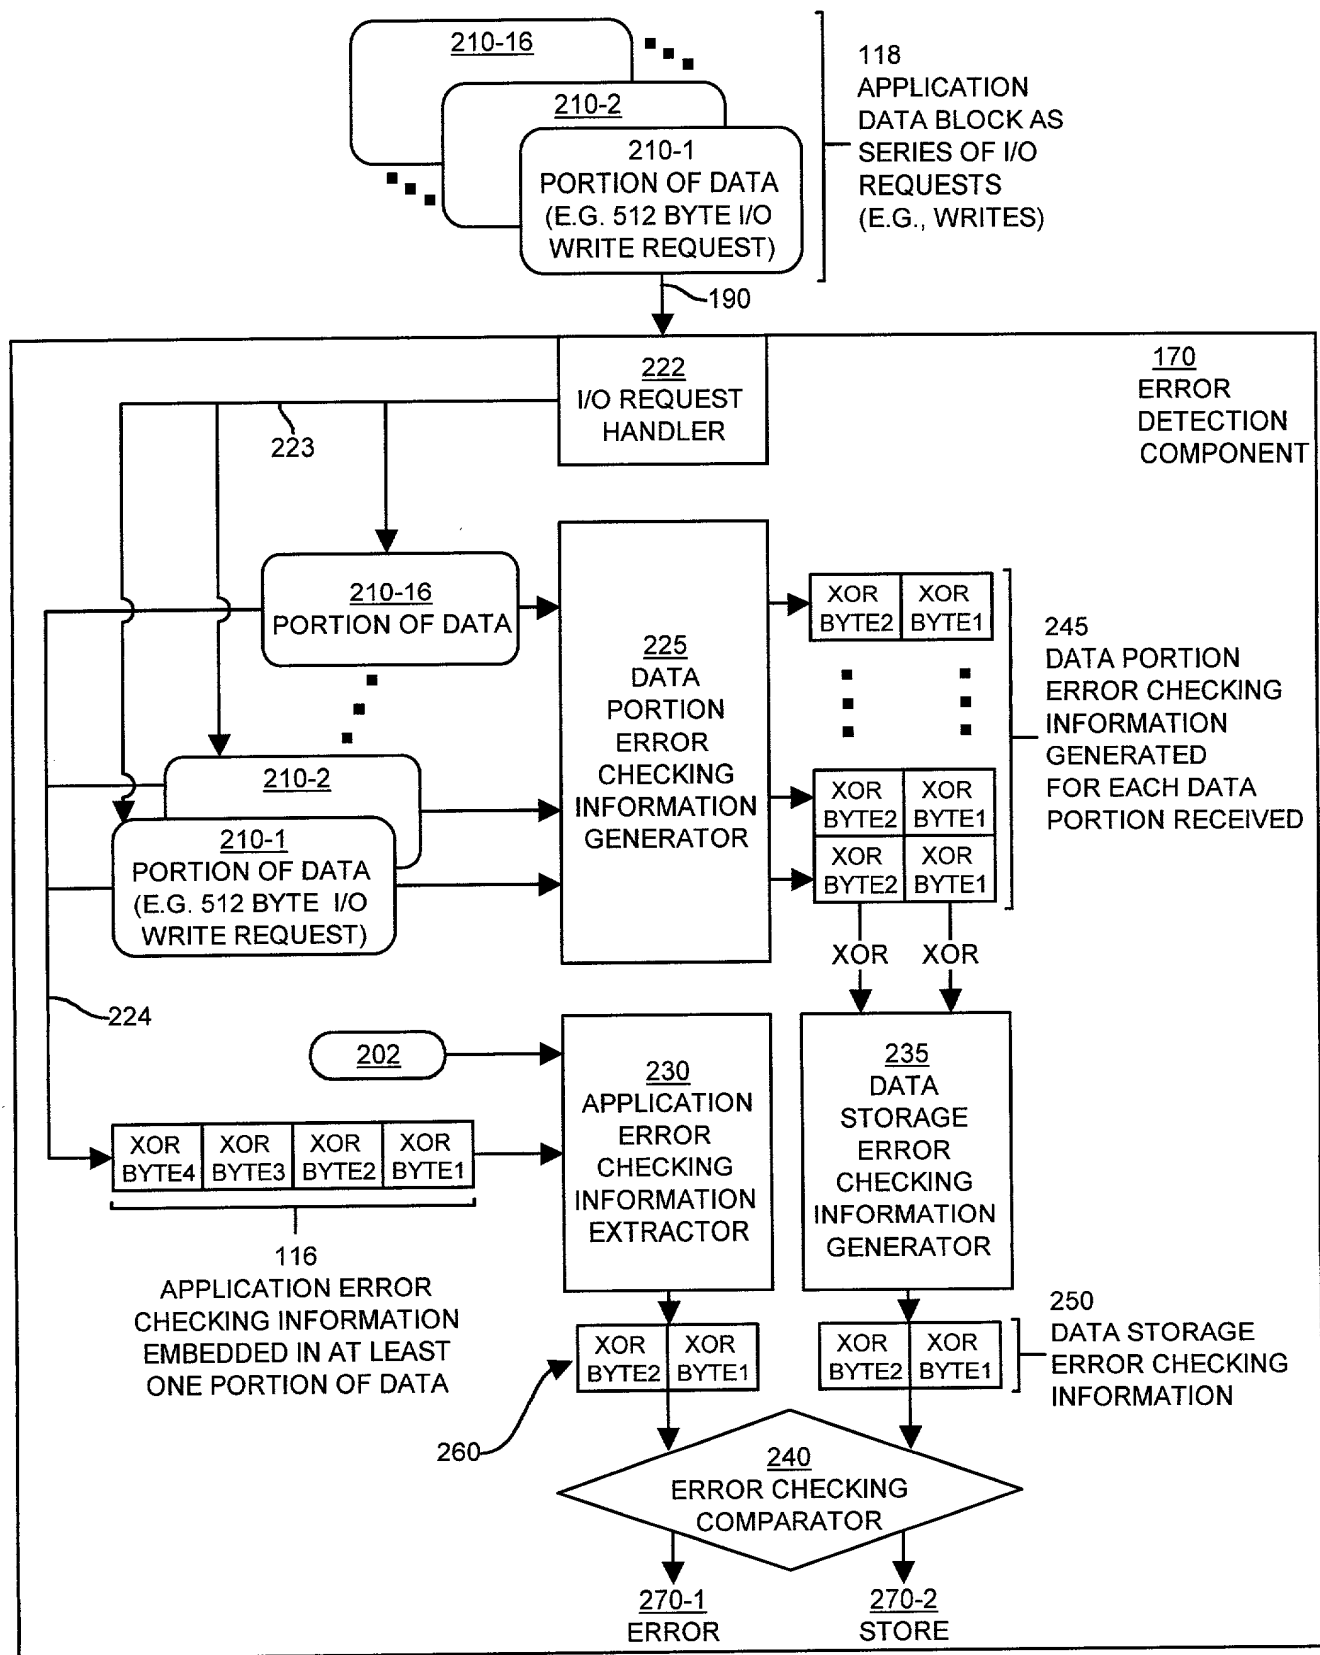 210-16
210-2
210-1
PORTION OF DATA
(E.G. 512 BYTE I/O
WRITE REQUEST)
118
APPLICATION
DATA BLOCK AS
SERIES OF I/O
REQUESTS
(E.G., WRITES)
190
222
I/O REQUEST
HANDLER
170
ERROR
DETECTION
COMPONENT
223
210-16
PORTION OF DATA
210-2
210-1
PORTION OF DATA
(E.G. 512 BYTE I/O
WRITE REQUEST)
225
DATA
PORTION
ERROR
CHECKING
INFORMATION
GENERATOR
XOR BYTE2
XOR BYTE1
XOR BYTE2
XOR BYTE1
XOR BYTE2
XOR BYTE1
245
DATA PORTION
ERROR CHECKING
INFORMATION
GENERATED
FOR EACH DATA
PORTION RECEIVED
XOR XOR
224
202
230
APPLICATION
ERROR
CHECKING
INFORMATION
EXTRACTOR
235
DATA
STORAGE
ERROR
CHECKING
INFORMATION
GENERATOR
XOR BYTE4
XOR BYTE3
XOR BYTE2
XOR BYTE1
116
APPLICATION ERROR
CHECKING INFORMATION
EMBEDDED IN AT LEAST
ONE PORTION OF DATA
XOR BYTE2
XOR BYTE1
XOR BYTE2
XOR BYTE1
250
DATA STORAGE
ERROR CHECKING
INFORMATION
260
240
ERROR CHECKING
COMPARATOR
270-1
ERROR
270-2
STORE